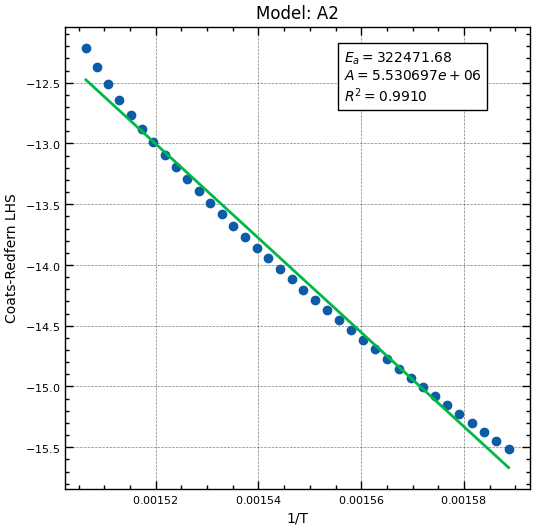 Model: A2
E_a = 322471.68
A = 5.530697e + 06
R^2 = 0.9910
−12.5
−13.0
−13.5
−14.0
−14.5
−15.0
−15.5
Coats-Redfern LHS
0.00152 0.00154 0.00156 0.00158
1/T